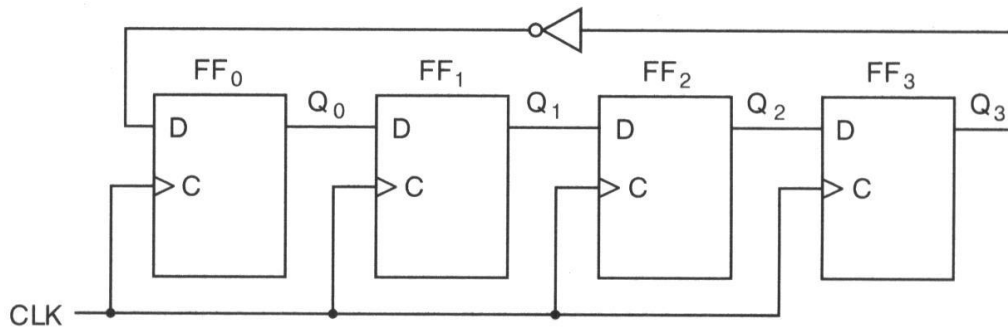 FF₀ FF₁ FF₂ FF₃
Q₀ Q₁ Q₂ Q₃
D D D D
C C C C
CLK